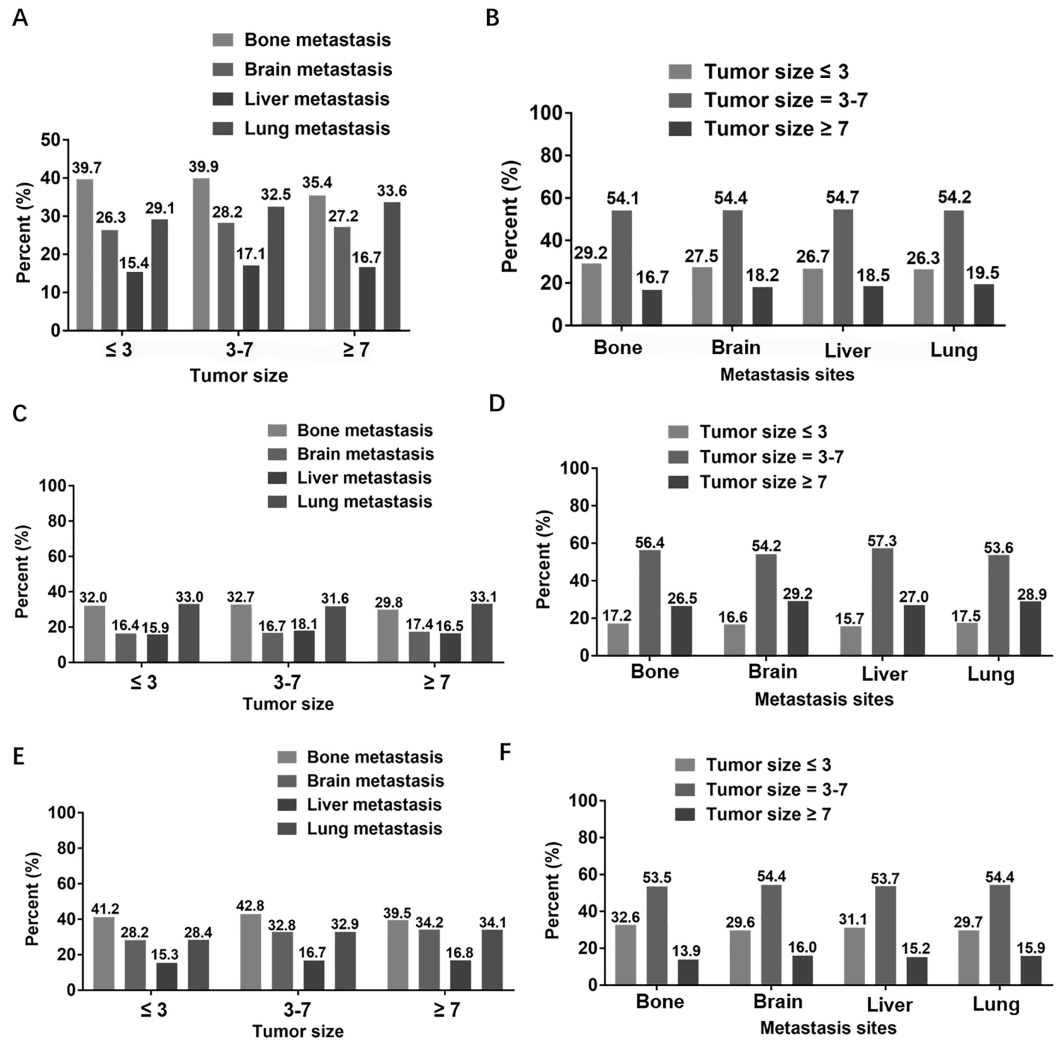 A
Bone metastasis
Brain metastasis
Liver metastasis
Lung metastasis
Percent (%)
50
40
30
20
10
0
39.7
26.3
15.4
29.1
39.9
28.2
17.1
32.5
35.4
27.2
16.7
33.6
≤ 3
3-7
≥ 7
Tumor size
B
Tumor size ≤ 3
Tumor size = 3-7
Tumor size ≥ 7
Percent (%)
100
80
60
40
20
0
29.2
54.1
16.7
27.5
54.4
18.2
26.7
54.7
18.5
26.3
54.2
19.5
Bone
Brain
Liver
Lung
Metastasis sites
C
Bone metastasis
Brain metastasis
Liver metastasis
Lung metastasis
Percent (%)
100
80
60
40
20
0
32.0
16.4
15.9
33.0
32.7
16.7
18.1
31.6
29.8
17.4
16.5
33.1
≤ 3
3-7
≥ 7
Tumor size
D
Tumor size ≤ 3
Tumor size = 3-7
Tumor size ≥ 7
Percent (%)
100
80
60
40
20
0
17.2
56.4
26.5
16.6
54.2
29.2
15.7
57.3
27.0
17.5
53.6
28.9
Bone
Brain
Liver
Lung
Metastasis sites
E
Bone metastasis
Brain metastasis
Liver metastasis
Lung metastasis
Percent (%)
100
80
60
40
20
0
41.2
28.2
15.3
28.4
42.8
32.8
16.7
32.9
39.5
34.2
16.8
34.1
≤ 3
3-7
≥ 7
Tumor size
F
Tumor size ≤ 3
Tumor size = 3-7
Tumor size ≥ 7
Percent (%)
100
80
60
40
20
0
32.6
53.5
13.9
29.6
54.4
16.0
31.1
53.7
15.2
29.7
54.4
15.9
Bone
Brain
Liver
Lung
Metastasis sites